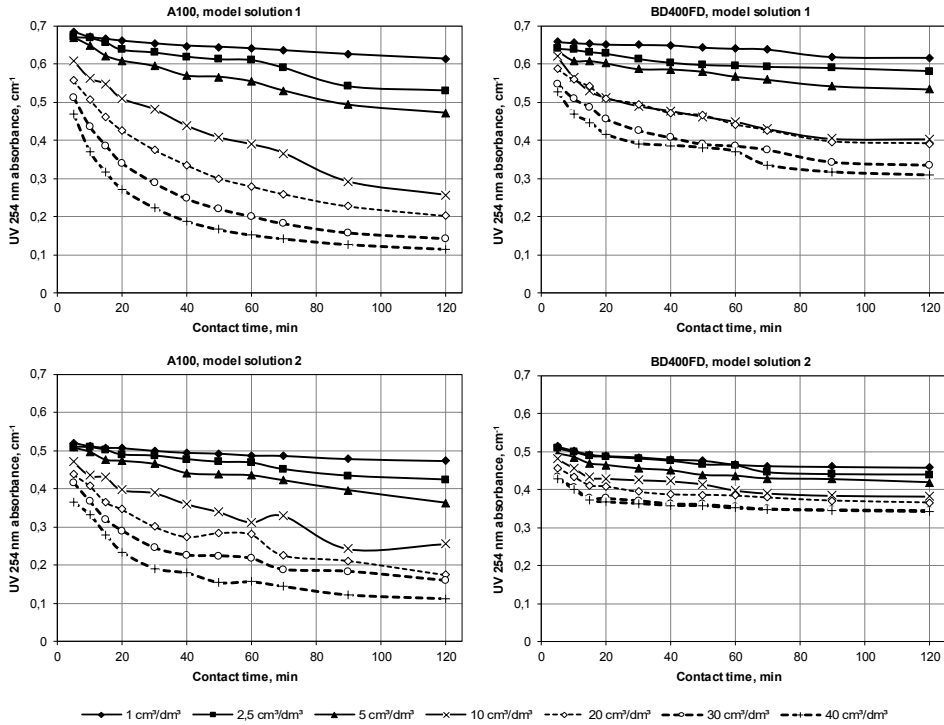 A100, model solution 1
UV 254 nm absorbance, cm⁻¹
0,7
0,6
0,5
0,4
0,3
0,2
0,1
0
0 20 40 60 80 100 120
Contact time, min
BD400FD, model solution 1
UV 254 nm absorbance, cm⁻¹
0,7
0,6
0,5
0,4
0,3
0,2
0,1
0
0 20 40 60 80 100 120
Contact time, min
A100, model solution 2
UV 254 nm absorbance, cm⁻¹
0,7
0,6
0,5
0,4
0,3
0,2
0,1
0
0 20 40 60 80 100 120
Contact time, min
BD400FD, model solution 2
UV 254 nm absorbance, cm⁻¹
0,7
0,6
0,5
0,4
0,3
0,2
0,1
0
0 20 40 60 80 100 120
Contact time, min
1 cm³/dm³ 2,5 cm³/dm³ 5 cm³/dm³ 10 cm³/dm³ 20 cm³/dm³ 30 cm³/dm³ 40 cm³/dm³